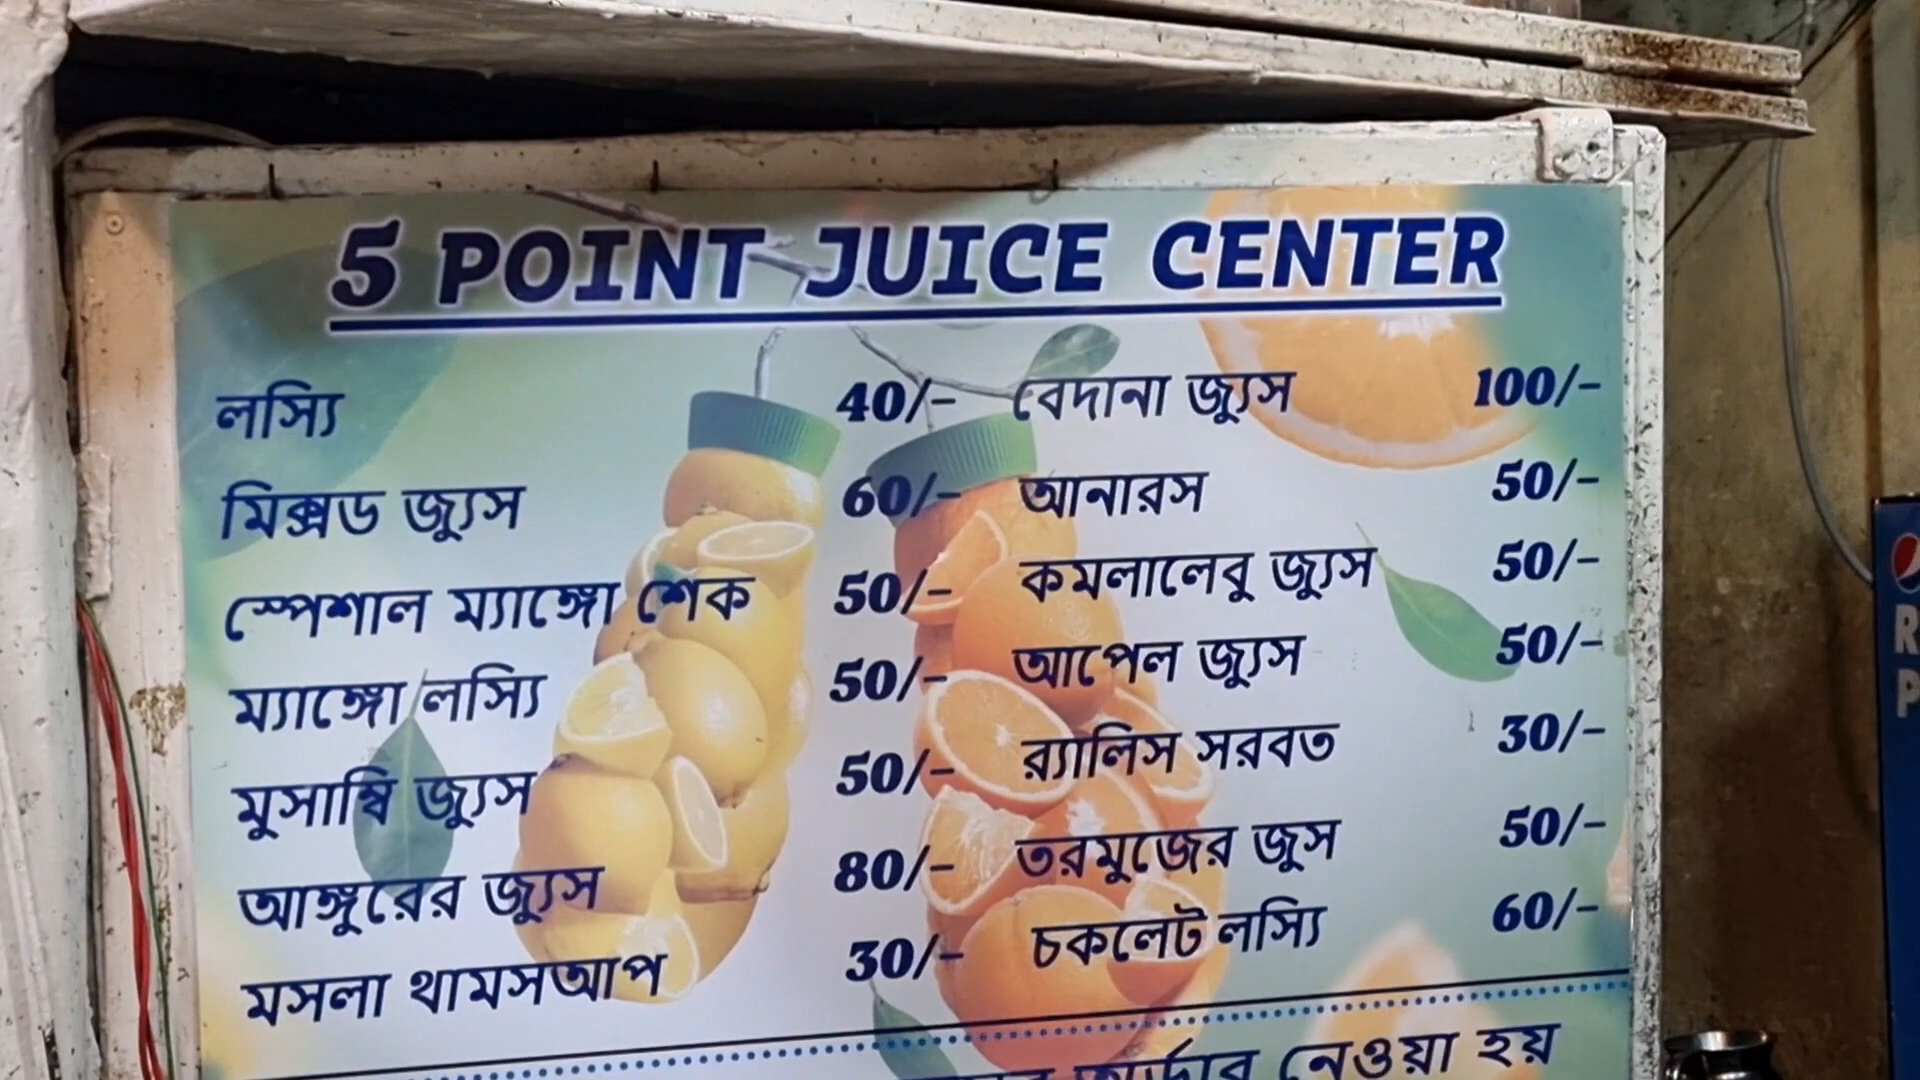 5 POINT JUICE CENTER
লস্যি 40/-
মিক্সড জ্যুস 60/-
স্পেশাল ম্যাঙ্গো শেক 50/-
ম্যাঙ্গো লস্যি 50/-
মুসাম্বি জ্যুস 50/-
আঙ্গুরের জ্যুস 80/-
মসলা থামসআপ 30/-
বেদানা জ্যুস 100/-
আনারস 50/-
কমলালেবু জ্যুস 50/-
আপেল জ্যুস 50/-
র‍্যালিস সরবত 30/-
তরমুজের জুস 50/-
চকলেট লস্যি 60/-
অর্ডার নেওয়া হয়